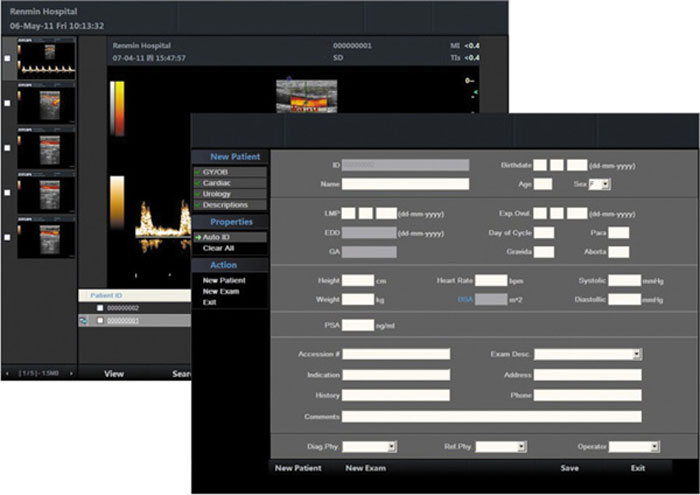 Renmin Hospital
06-May-11 Fri 10:13:32
Renmin Hospital 000000001 MI <0.4
07-04-11 四 15:47:57 SD TIs <0.4
0--
Patient ID
000000002
000000001
[1/5]- 1.5MB View Sear
New Patient
GY/OB
Cardiac
Urology
Descriptions
Properties
Auto ID
Clear All
Action
New Patient
New Exam
Exit
ID 00000002 Birthdate (dd-mm-yyyy)
Name Age Sex F
LMP (dd-mm-yyyy) Exp.Ovul. (dd-mm-yyyy)
EDD (dd-mm-yyyy) Day of Cycle Para
GA Gravida Aborta
Height cm Heart Rate bpm Systolic mmHg
Weight kg BSA m^2 Diastollic mmHg
PSA ng/ml
Accession # Exam Desc.
Indication Address
History Phone
Comments
Diag.Phy. Ref.Phy. Operator
New Patient New Exam Save Exit